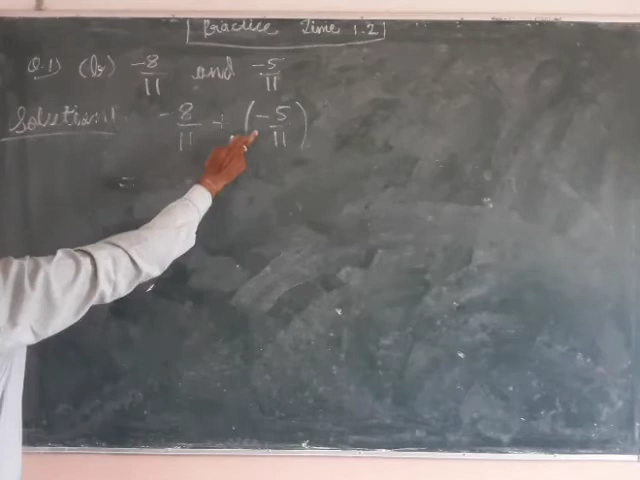 Practice Time 1.2
Q.1) (b) -8/11 and -5/11
Solution: -8/11 + (-5/11)
=